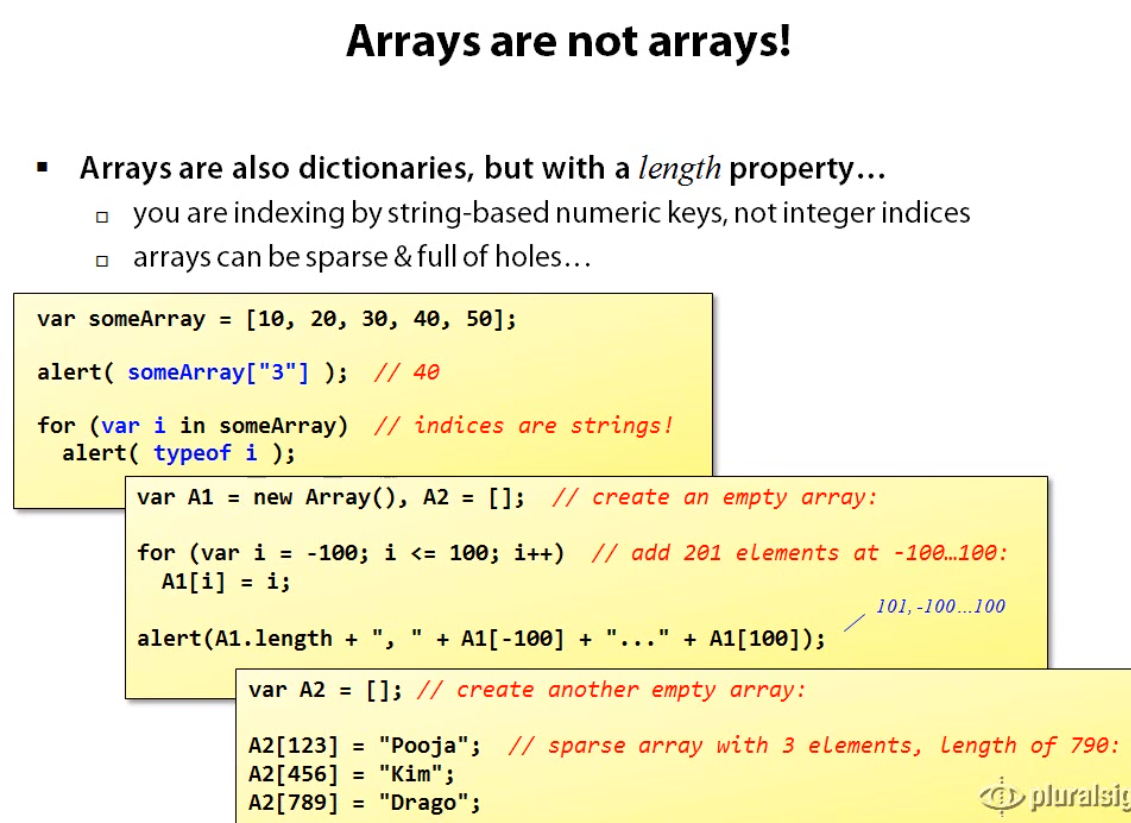 Arrays are not arrays!
▪ Arrays are also dictionaries, but with a length property…
▫ you are indexing by string-based numeric keys, not integer indices
▫ arrays can be sparse & full of holes…
var someArray = [10, 20, 30, 40, 50];
alert( someArray["3"] ); // 40
for (var i in someArray) // indices are strings!
alert( typeof i );
var A1 = new Array(), A2 = []; // create an empty array:
for (var i = -100; i <= 100; i++) // add 201 elements at -100…100:
A1[i] = i;
101, -100…100
alert(A1.length + ", " + A1[-100] + "..." + A1[100]);
var A2 = []; // create another empty array:
A2[123] = "Pooja"; // sparse array with 3 elements, length of 790:
A2[456] = "Kim";
A2[789] = "Drago";
pluralsig